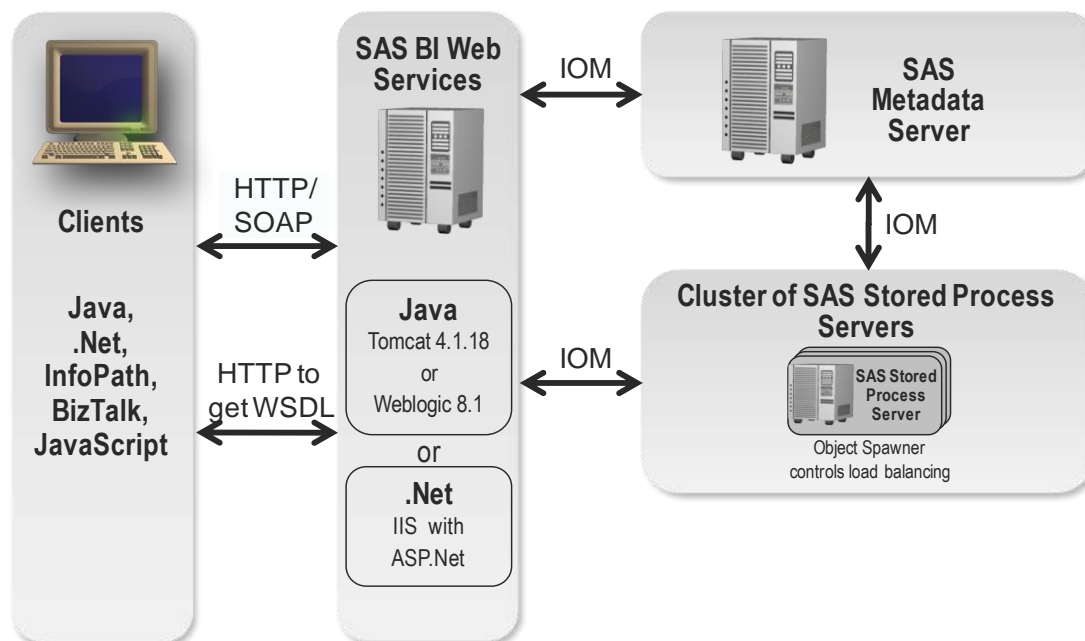 Clients
Java,
.Net,
InfoPath,
BizTalk,
JavaScript
HTTP/
SOAP
HTTP to
get WSDL
SAS BI Web
Services
Java
Tomcat 4.1.18
or
Weblogic 8.1
or
.Net
IIS with
ASP.Net
IOM
IOM
SAS
Metadata
Server
IOM
Cluster of SAS Stored Process
Servers
SAS Stored
Process
Server
Object Spawner
controls load balancing